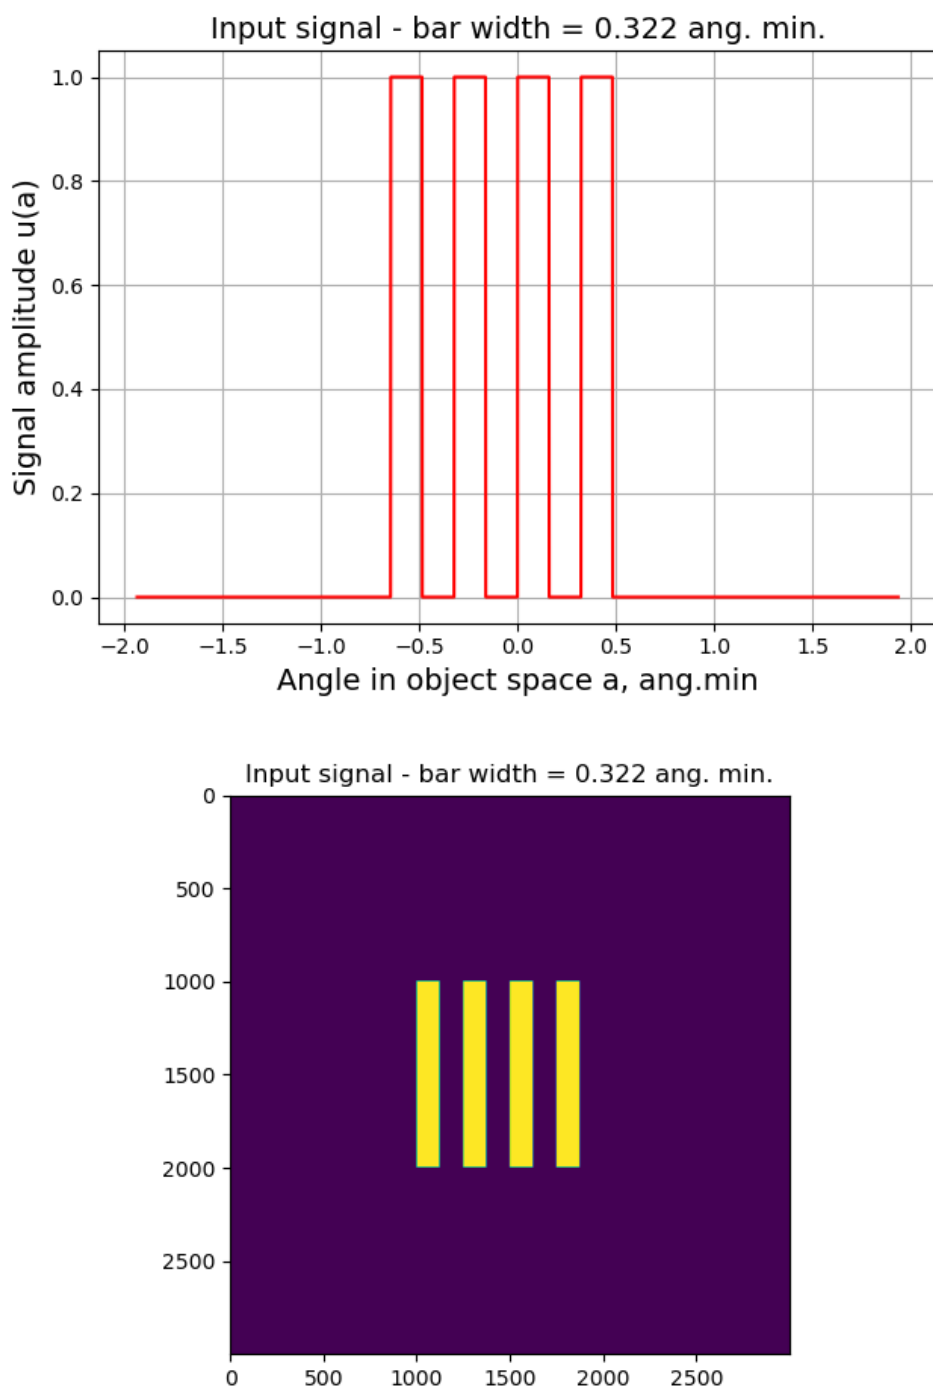 Input signal - bar width = 0.322 ang. min.
1.0
0.8
0.6
0.4
0.2
0.0
Signal amplitude u(a)
−2.0 −1.5 −1.0 −0.5 0.0 0.5 1.0 1.5 2.0
Angle in object space a, ang.min
Input signal - bar width = 0.322 ang. min.
0
500
1000
1500
2000
2500
0 500 1000 1500 2000 2500